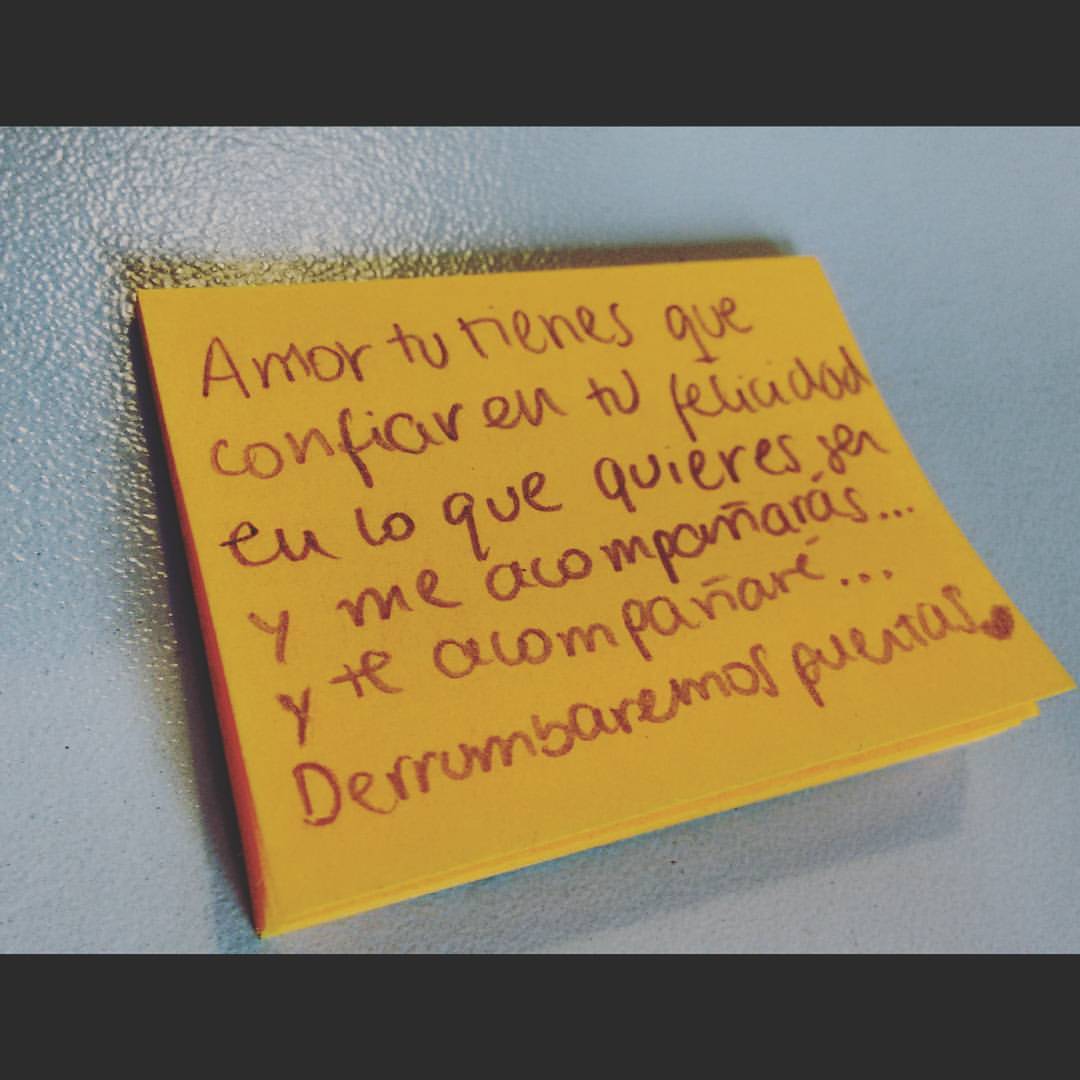 Amor tu tienes que
confiar en tu felicidad
en lo que quieres ser
y me acompañarás...
y te acompañaré...
Derrumbaremos puertas.